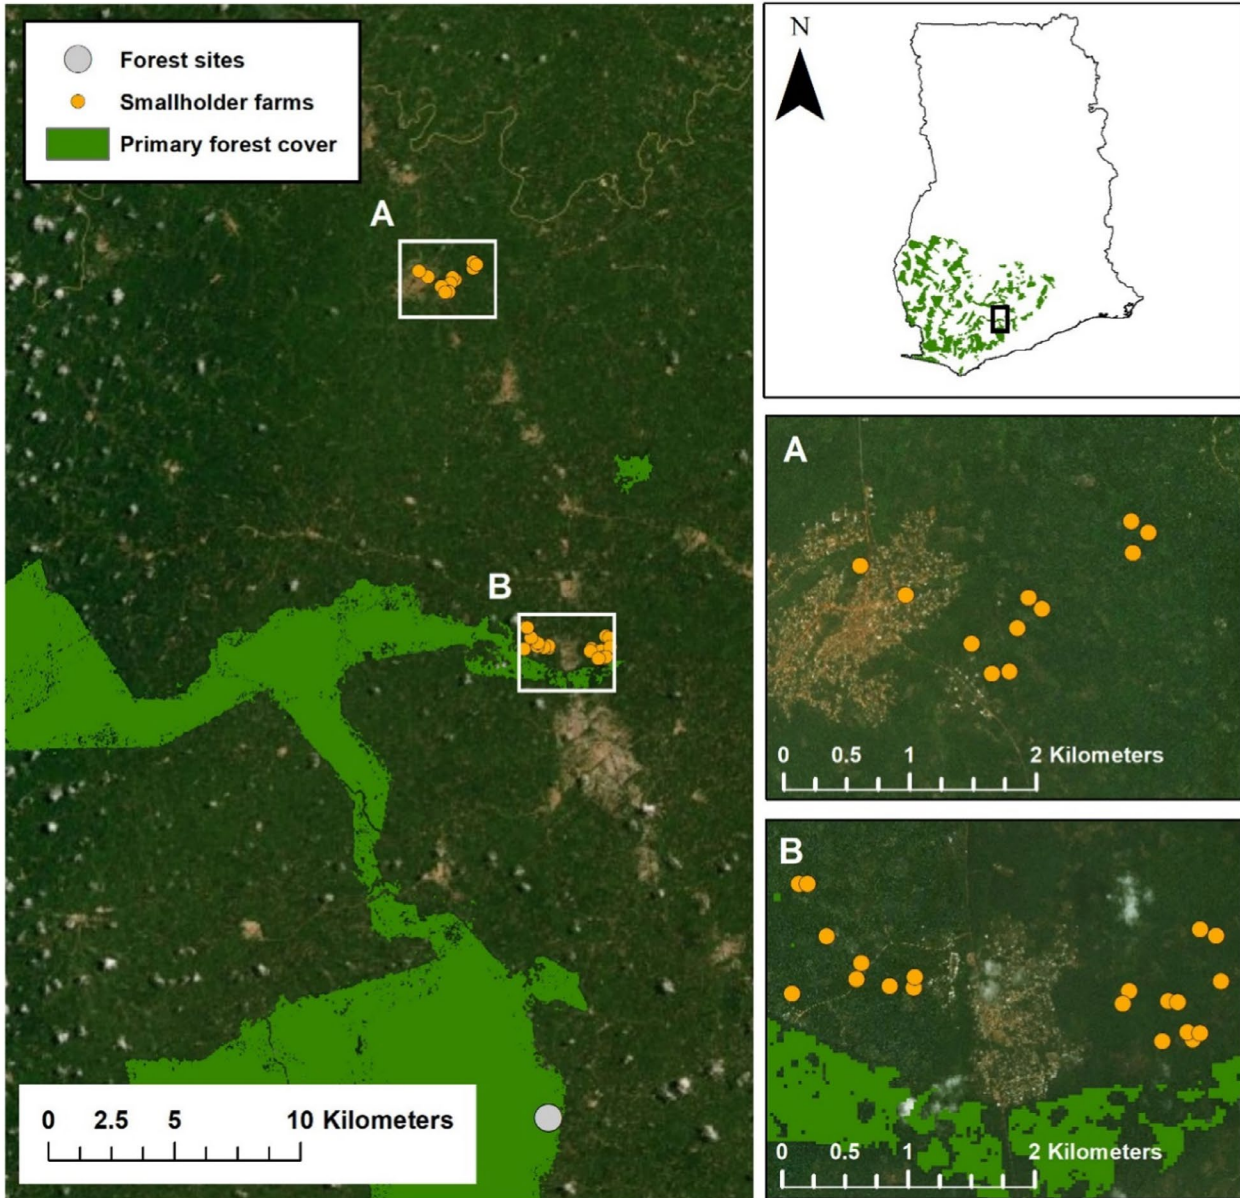 Forest sites
Smallholder farms
Primary forest cover
A
B
0 2.5 5 10 Kilometers
N
A
0 0.5 1 2 Kilometers
B
0 0.5 1 2 Kilometers